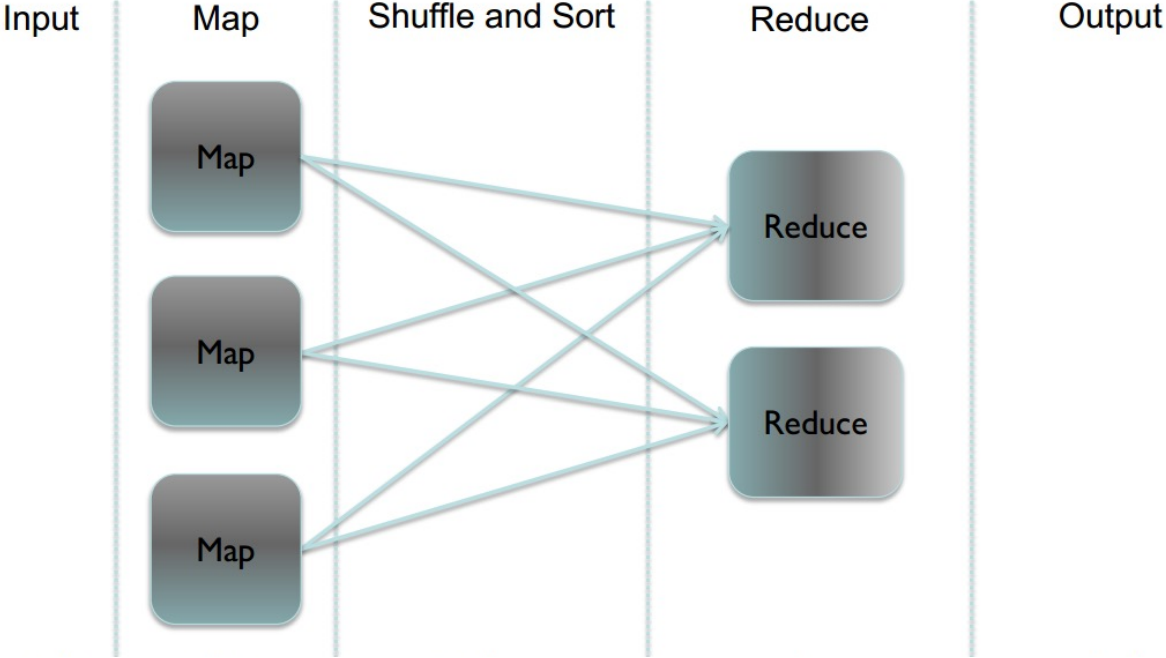 Input
Map
Shuffle and Sort
Reduce
Output
Map
Map
Map
Reduce
Reduce